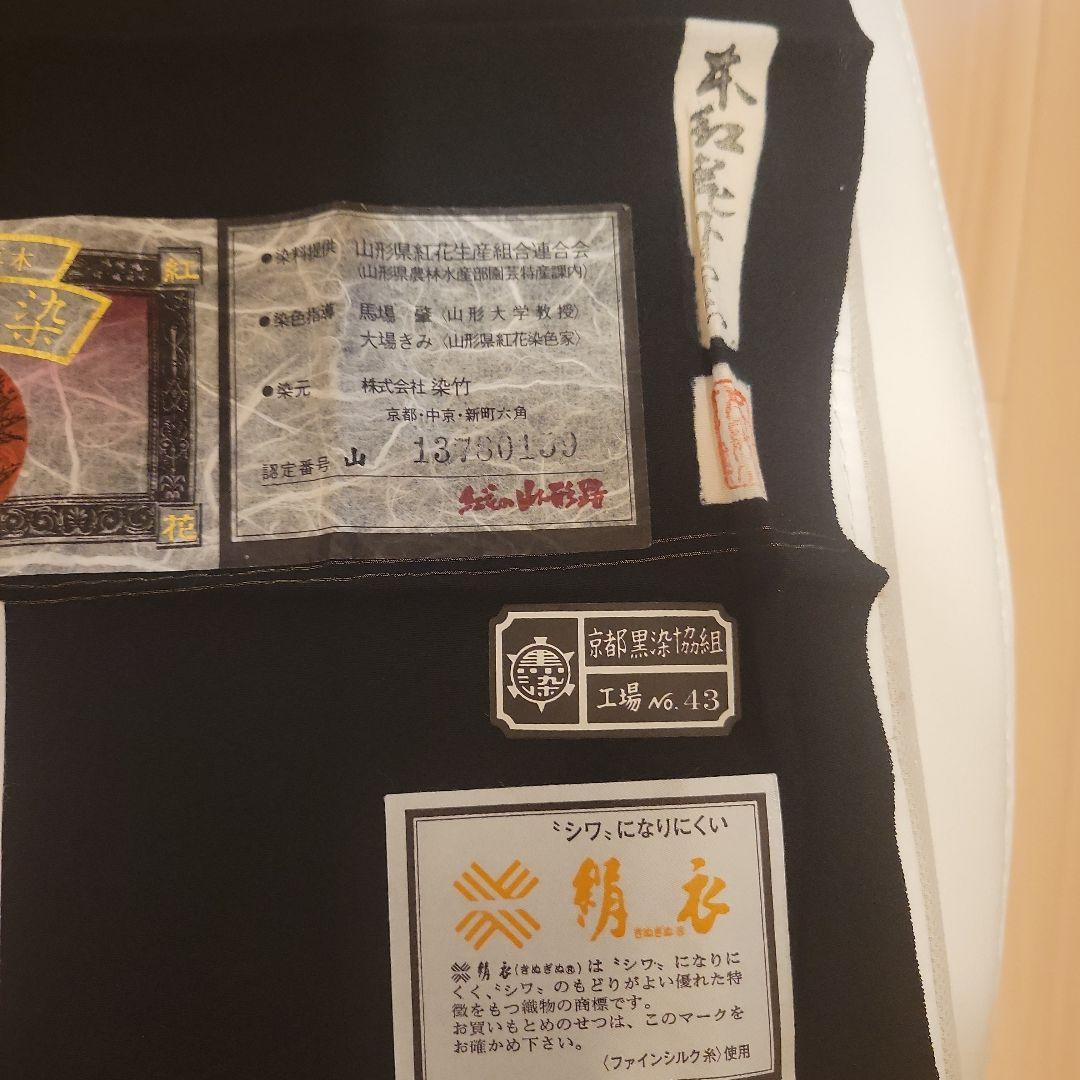 木
染
紅
花
●染料提供 山形県紅花生産組合連合会
〈山形県農林水産部園芸特産課内〉
●染色指導 馬場 肇〈山形大学教授〉
大場きみ〈山形県紅花染色家〉
●染元 株式会社 染竹
京都・中京・新町六角
認定番号 山
山形路
黒染
京都黒染協組
工場 No.43
〝シワ〟になりにくい
絹衣
きぬぎぬ®
絹衣(きぬぎぬ®)は〝シワ〟になりに
くく、〝シワ〟のもどりがよい優れた特
徴をもつ織物の商標です。
お買いもとめのせつは、このマークを
お確かめ下さい。
〈ファインシルク糸〉使用